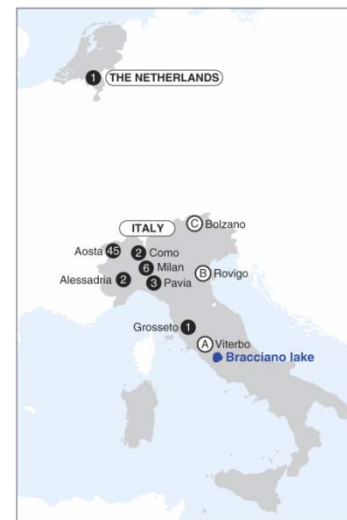 1 THE NETHERLANDS
ITALY
C Bolzano
Aosta 45
2 Como
6 Milan
B Rovigo
Alessadria 2
3 Pavia
Grosseto 1
A Viterbo
Bracciano lake